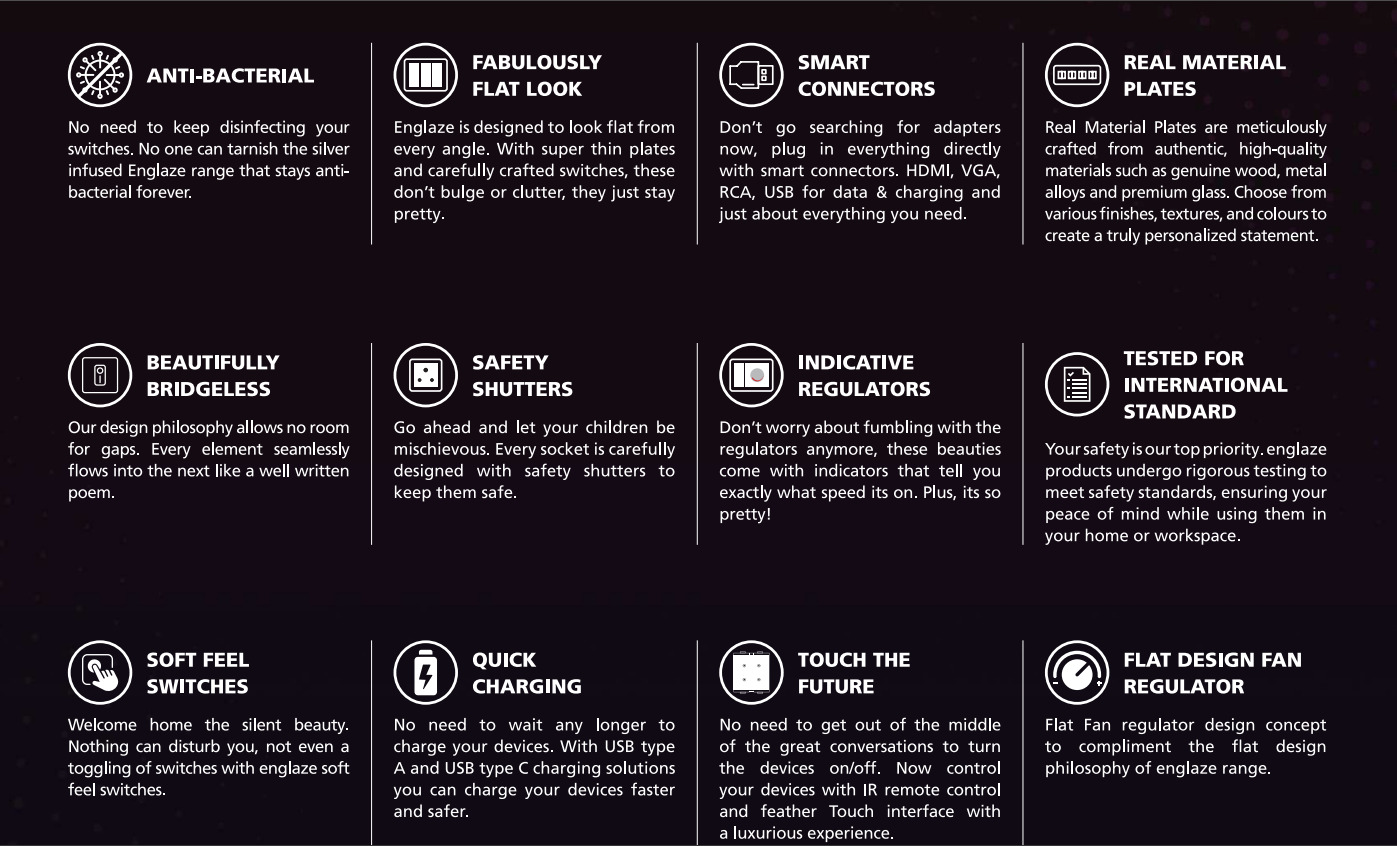 ANTI-BACTERIAL
No need to keep disinfecting your
switches. No one can tarnish the silver
infused Englaze range that stays anti-
bacterial forever.
FABULOUSLY
FLAT LOOK
Englaze is designed to look flat from
every angle. With super thin plates
and carefully crafted switches, these
don't bulge or clutter, they just stay
pretty.
SMART
CONNECTORS
Don't go searching for adapters
now, plug in everything directly
with smart connectors. HDMI, VGA,
RCA, USB for data & charging and
just about everything you need.
REAL MATERIAL
PLATES
Real Material Plates are meticulously
crafted from authentic, high-quality
materials such as genuine wood, metal
alloys and premium glass. Choose from
various finishes, textures, and colours to
create a truly personalized statement.
BEAUTIFULLY
BRIDGELESS
Our design philosophy allows no room
for gaps. Every element seamlessly
flows into the next like a well written
poem.
SAFETY
SHUTTERS
Go ahead and let your children be
mischievous. Every socket is carefully
designed with safety shutters to
keep them safe.
INDICATIVE
REGULATORS
Don't worry about fumbling with the
regulators anymore, these beauties
come with indicators that tell you
exactly what speed its on. Plus, its so
pretty!
TESTED FOR
INTERNATIONAL
STANDARD
Your safety is our top priority. englaze
products undergo rigorous testing to
meet safety standards, ensuring your
peace of mind while using them in
your home or workspace.
SOFT FEEL
SWITCHES
Welcome home the silent beauty.
Nothing can disturb you, not even a
toggling of switches with englaze soft
feel switches.
QUICK
CHARGING
No need to wait any longer to
charge your devices. With USB type
A and USB type C charging solutions
you can charge your devices faster
and safer.
TOUCH THE
FUTURE
No need to get out of the middle
of the great conversations to turn
the devices on/off. Now control
your devices with IR remote control
and feather Touch interface with
a luxurious experience.
FLAT DESIGN FAN
REGULATOR
Flat Fan regulator design concept
to compliment the flat design
philosophy of englaze range.